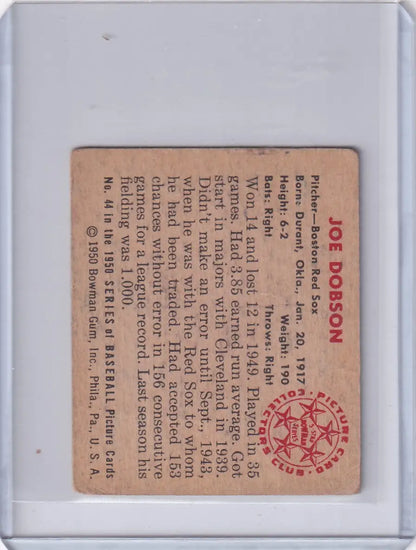 JOE DOBSON
Pitcher—Boston Red Sox
Born: Durant, Okla., Jan. 20, 1917
Height: 6-2 Weight: 190
Bats: Right Throws: Right
Won 14 and lost 12 in 1949. Played in 35
games. Had 3.85 earned run average. Got
start in majors with Cleveland in 1939.
Didn't make an error until Sept., 1943,
when he was with the Red Sox to whom
he had been traded. Had accepted 153
chances without error in 156 consecutive
games for a league record. Last season his
fielding was 1,000.
No. 44 in the 1950 SERIES of BASEBALL Picture Cards
© 1950 Bowman Gum, Inc., Phila., Pa., U. S. A.
PICTURE CARD
5-STAR
BOWMAN
COLLECTORS CLUB